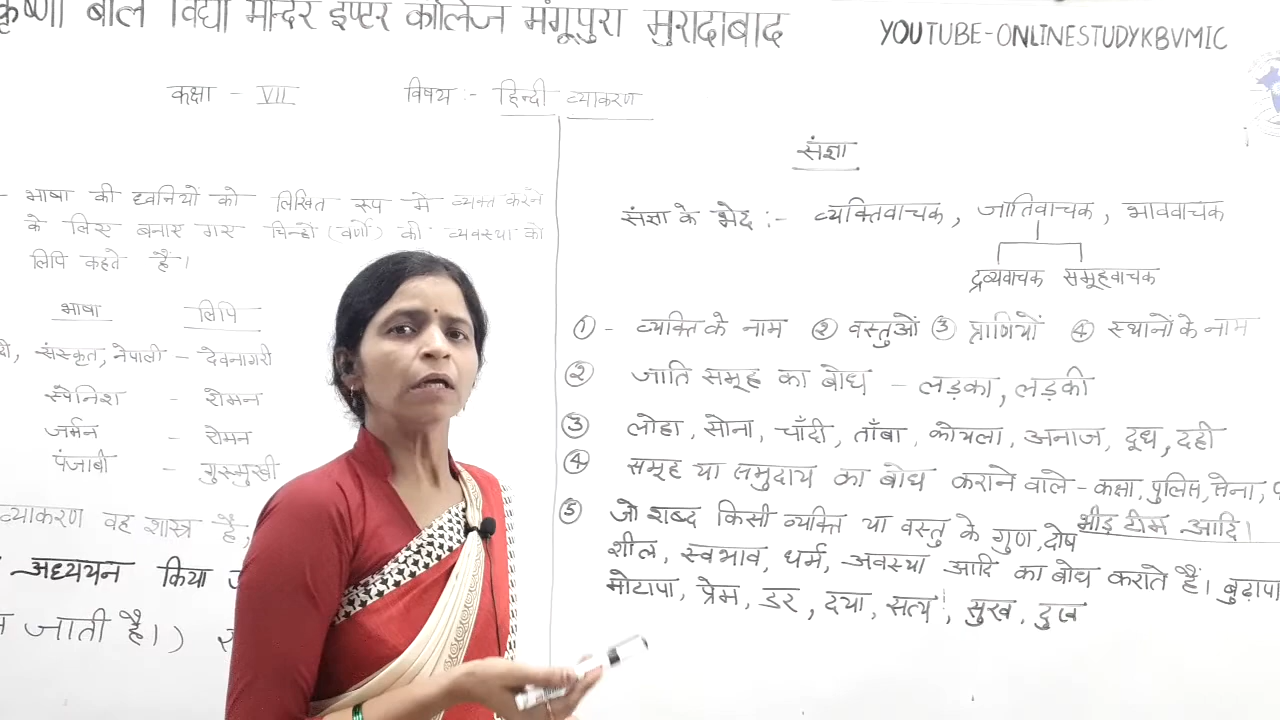 कृष्णा बाल विद्या मन्दिर इण्टर कॉलेज मंगूपुरा मुरादाबाद
YOUTUBE-ONLINESTUDYKBVMIC
कक्षा - VII
विषय :- हिन्दी व्याकरण
- भाषा की ध्वनियों को लिखित रूप में व्यक्त करने
के लिए बनाए गए चिन्हों (वर्णों) की व्यवस्था को
लिपि कहते हैं।
भाषा लिपि
संस्कृत, नेपाली - देवनागरी
स्पेनिश - रोमन
जर्मन - रोमन
पंजाबी - गुरुमुखी
व्याकरण वह शास्त्र है,
अध्ययन किया
जाती है।)
संज्ञा
संज्ञा के भेद :- व्यक्तिवाचक, जातिवाचक, भाववाचक
द्रव्यवाचक समूहवाचक
① - व्यक्ति के नाम ② वस्तुओं ③ प्राणियों ④ स्थानों के नाम
② जाति समूह का बोध - लड़का, लड़की
③ लोहा, सोना, चाँदी, ताँबा, कोयला, अनाज, दूध, दही
④ समूह या समुदाय का बोध कराने वाले - कक्षा, पुलिस, सेना,
भीड़ टीम आदि।
⑤ जो शब्द किसी व्यक्ति या वस्तु के गुण, दोष
शील, स्वभाव, धर्म, अवस्था आदि का बोध कराते हैं। बुढ़ापा
मोटापा, प्रेम, डर, दया, सत्य, सुख, दुख